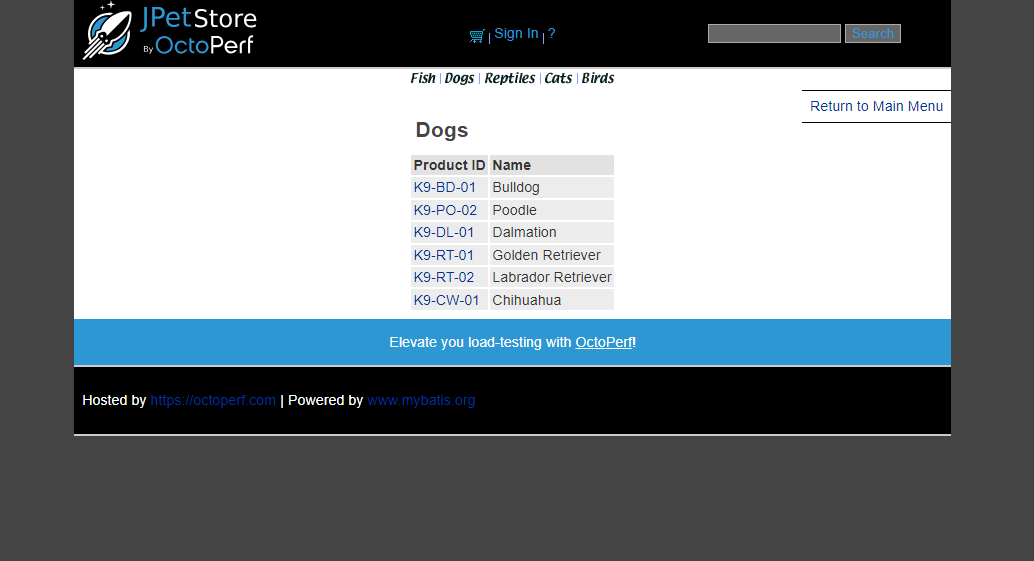 JPetStore
By OctoPerf
| Sign In | ?
Search
Fish | Dogs | Reptiles | Cats | Birds
Return to Main Menu
Dogs
Product ID Name
K9-BD-01 Bulldog
K9-PO-02 Poodle
K9-DL-01 Dalmation
K9-RT-01 Golden Retriever
K9-RT-02 Labrador Retriever
K9-CW-01 Chihuahua
Elevate you load-testing with OctoPerf!
Hosted by https://octoperf.com | Powered by www.mybatis.org